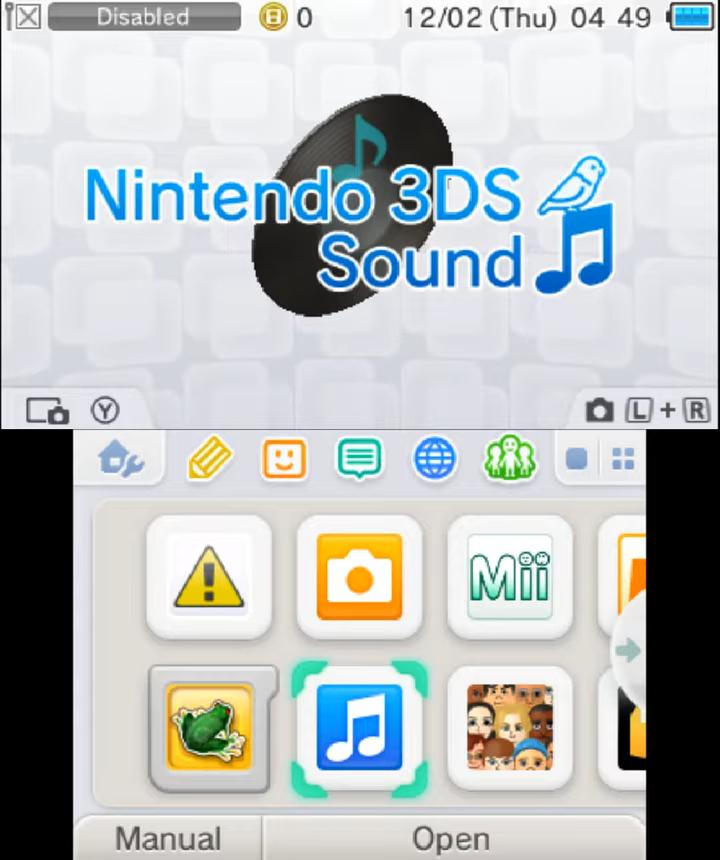 Disabled 0 12/02 (Thu) 04 49
Nintendo 3DS
Sound
Y L + R
Mii
Manual Open